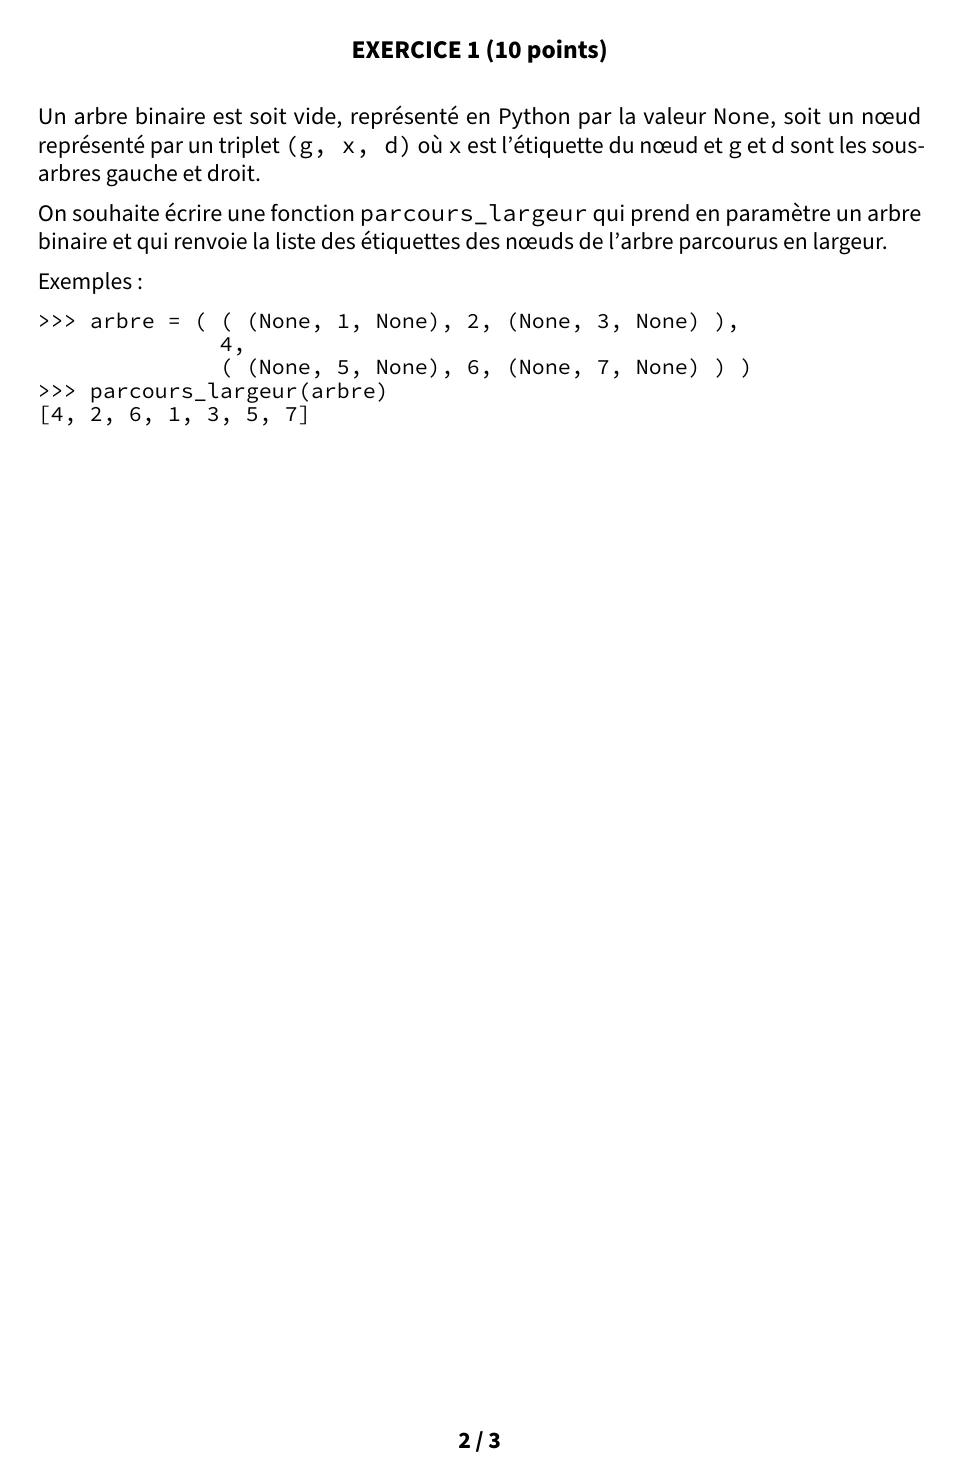 EXERCICE 1 (10 points)
Un arbre binaire est soit vide, représenté en Python par la valeur None, soit un nœud
représenté par un triplet (g, x, d) où x est l’étiquette du nœud et g et d sont les sous-
arbres gauche et droit.
On souhaite écrire une fonction parcours_largeur qui prend en paramètre un arbre
binaire et qui renvoie la liste des étiquettes des nœuds de l’arbre parcourus en largeur.
Exemples :
>>> arbre = ( ( (None, 1, None), 2, (None, 3, None) ),
              4,
              ( (None, 5, None), 6, (None, 7, None) ) )
>>> parcours_largeur(arbre)
[4, 2, 6, 1, 3, 5, 7]
2 / 3